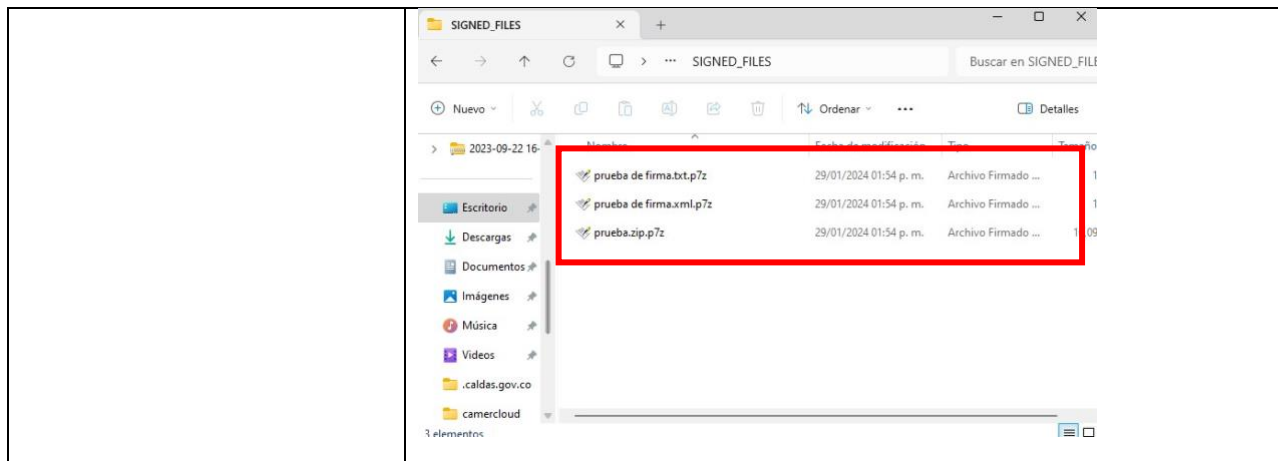 SIGNED_FILES
SIGNED_FILES
Buscar en SIGNED_FILE
Nuevo
Ordenar
Detalles
2023-09-22 16-
prueba de firma.txt.p7z 29/01/2024 01:54 p. m. Archivo Firmado ...
Escritorio prueba de firma.xml.p7z 29/01/2024 01:54 p. m. Archivo Firmado ...
Descargas prueba.zip.p7z 29/01/2024 01:54 p. m. Archivo Firmado ...
Documentos
Imágenes
Música
Videos
.caldas.gov.co
camercloud
3 elementos